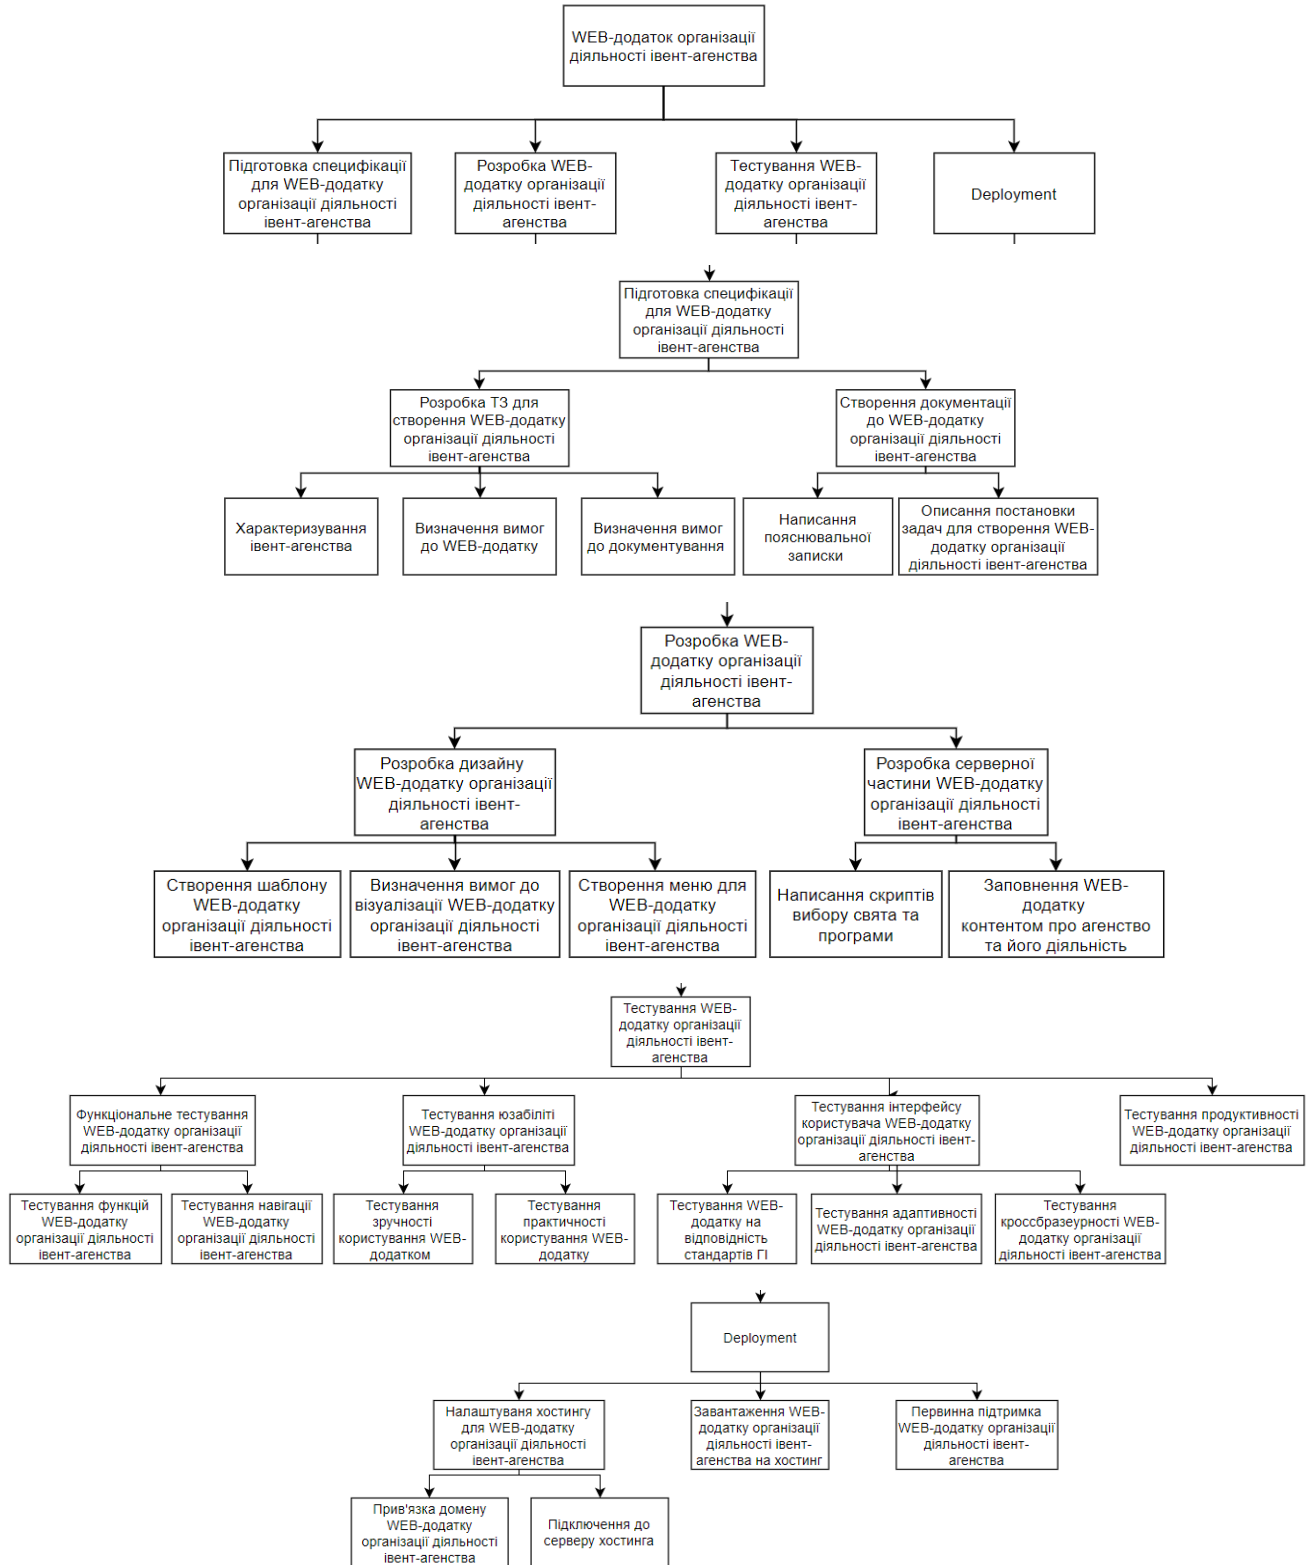 WEB-додаток організації
діяльності івент-агенства
Підготовка специфікації
для WEB-додатку
організації діяльності
івент-агенства
Розробка WEB-
додатку організації
діяльності івент-
агенства
Тестування WEB-
додатку організації
діяльності івент-
агенства
Deployment
Підготовка специфікації
для WEB-додатку
організації діяльності
івент-агенства
Розробка ТЗ для
створення WEB-додатку
організації діяльності
івент-агенства
Створення документації
до WEB-додатку
організації діяльності
івент-агенства
Характеризування
івент-агенства
Визначення вимог
до WEB-додатку
Визначення вимог
до документування
Написання
пояснювальної
записки
Описання постановки
задач для створення WEB-
додатку організації
діяльності івент-агенства
Розробка WEB-
додатку організації
діяльності івент-
агенства
Розробка дизайну
WEB-додатку організації
діяльності івент-
агенства
Розробка серверної
частини WEB-додатку
організації діяльності
івент-агенства
Створення шаблону
WEB-додатку
організації діяльності
івент-агенства
Визначення вимог до
візуалізації WEB-додатку
організації діяльності
івент-агенства
Створення меню для
WEB-додатку
організації діяльності
івент-агенства
Написання скриптів
вибору свята та
програми
Заповнення WEB-
додатку
контентом про агенство
та його діяльність
Тестування WEB-
додатку організації
діяльності івент-
агенства
Функціональне тестування
WEB-додатку організації
діяльності івент-агенства
Тестування юзабіліті
WEB-додатку організації
діяльності івент-агенства
Тестування інтерфейсу
користувача WEB-додатку
організації діяльності івент-
агенства
Тестування продуктивності
WEB-додатку організації
діяльності івент-агенства
Тестування функцій
WEB-додатку
організації діяльності
івент-агенства
Тестування навігації
WEB-додатку
організації діяльності
івент-агенства
Тестування
зручності
користування WEB-
додатком
Тестування
практичності
користування WEB-
додатку
Тестування WEB-
додатку на
відповідність
стандартів ГІ
Тестування адаптивності
WEB-додатку організації
діяльності івент-агенства
Тестування
кроссбразеурності WEB-
додатку організації
діяльності івент-агенства
Deployment
Налаштуваня хостингу
для WEB-додатку
організації діяльності
івент-агенства
Завантаження WEB-
додатку організації
діяльності івент-
агенства на хостинг
Первинна підтримка
WEB-додатку організації
діяльності івент-
агенства
Прив'язка домену
WEB-додатку
організації діяльності
івент-агенства
Підключення до
серверу хостинга